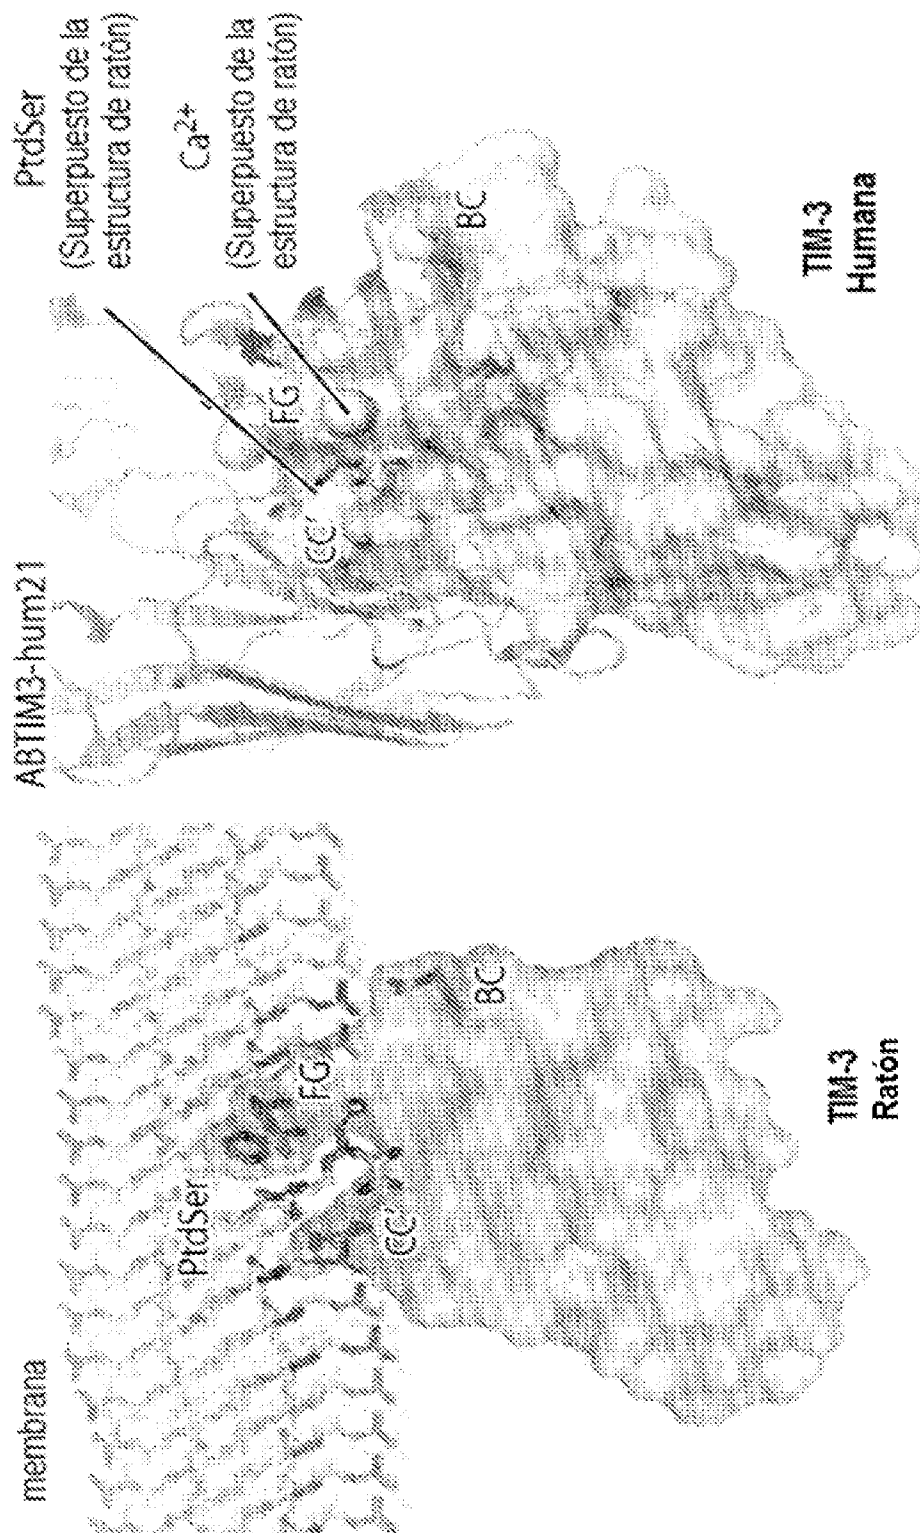 membrana
PtdSer
CC'
FG
BC
TIM-3
Ratón
ABTIM3-hum21
PtdSer
(Superpuesto de la
estructura de ratón)
Ca²⁺
(Superpuesto de la
estructura de ratón)
CC'
FG
BC
TIM-3
Humana